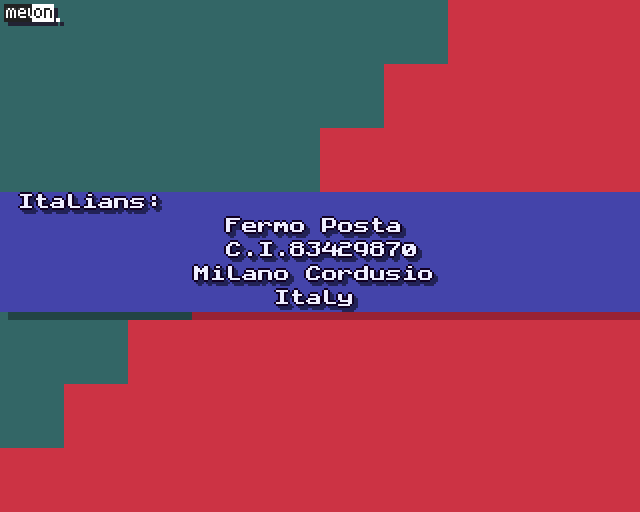 melon.
Italians:
Fermo Posta
C.I.83429870
Milano Cordusio
Italy